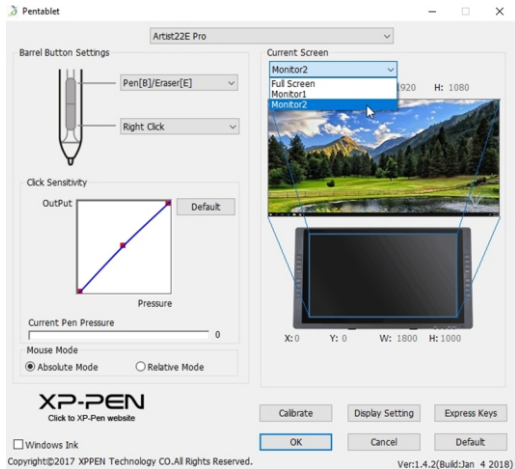 Pentablet
Artist22E Pro
Barrel Button Settings
Pen[B]/Eraser[E]
Right Click
Click Sensitivity
OutPut
Default
Pressure
Current Pen Pressure
0
Mouse Mode
Absolute Mode
Relative Mode
XP-PEN
Click to XP-Pen website
Windows Ink
Copyright©2017 XPPEN Technology CO.All Rights Reserved.
Current Screen
Monitor2
Full Screen
Monitor1
Monitor2
920 H: 1080
X:0 Y: 0 W: 1800 H: 1000
Calibrate
Display Setting
Express Keys
OK
Cancel
Default
Ver:1.4.2(Build:Jan 4 2018)